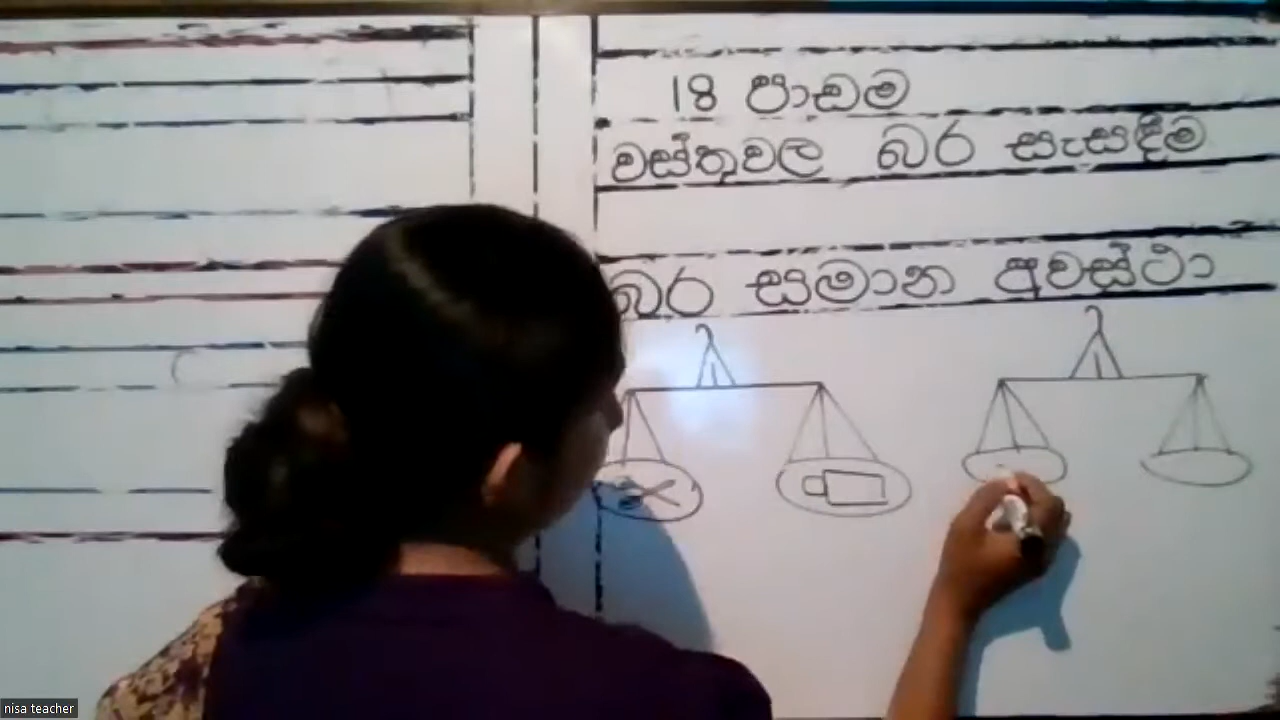 18 පාඩම
වස්තුවල බර සැසඳීම
බර සමාන අවස්ථා
nisa teacher